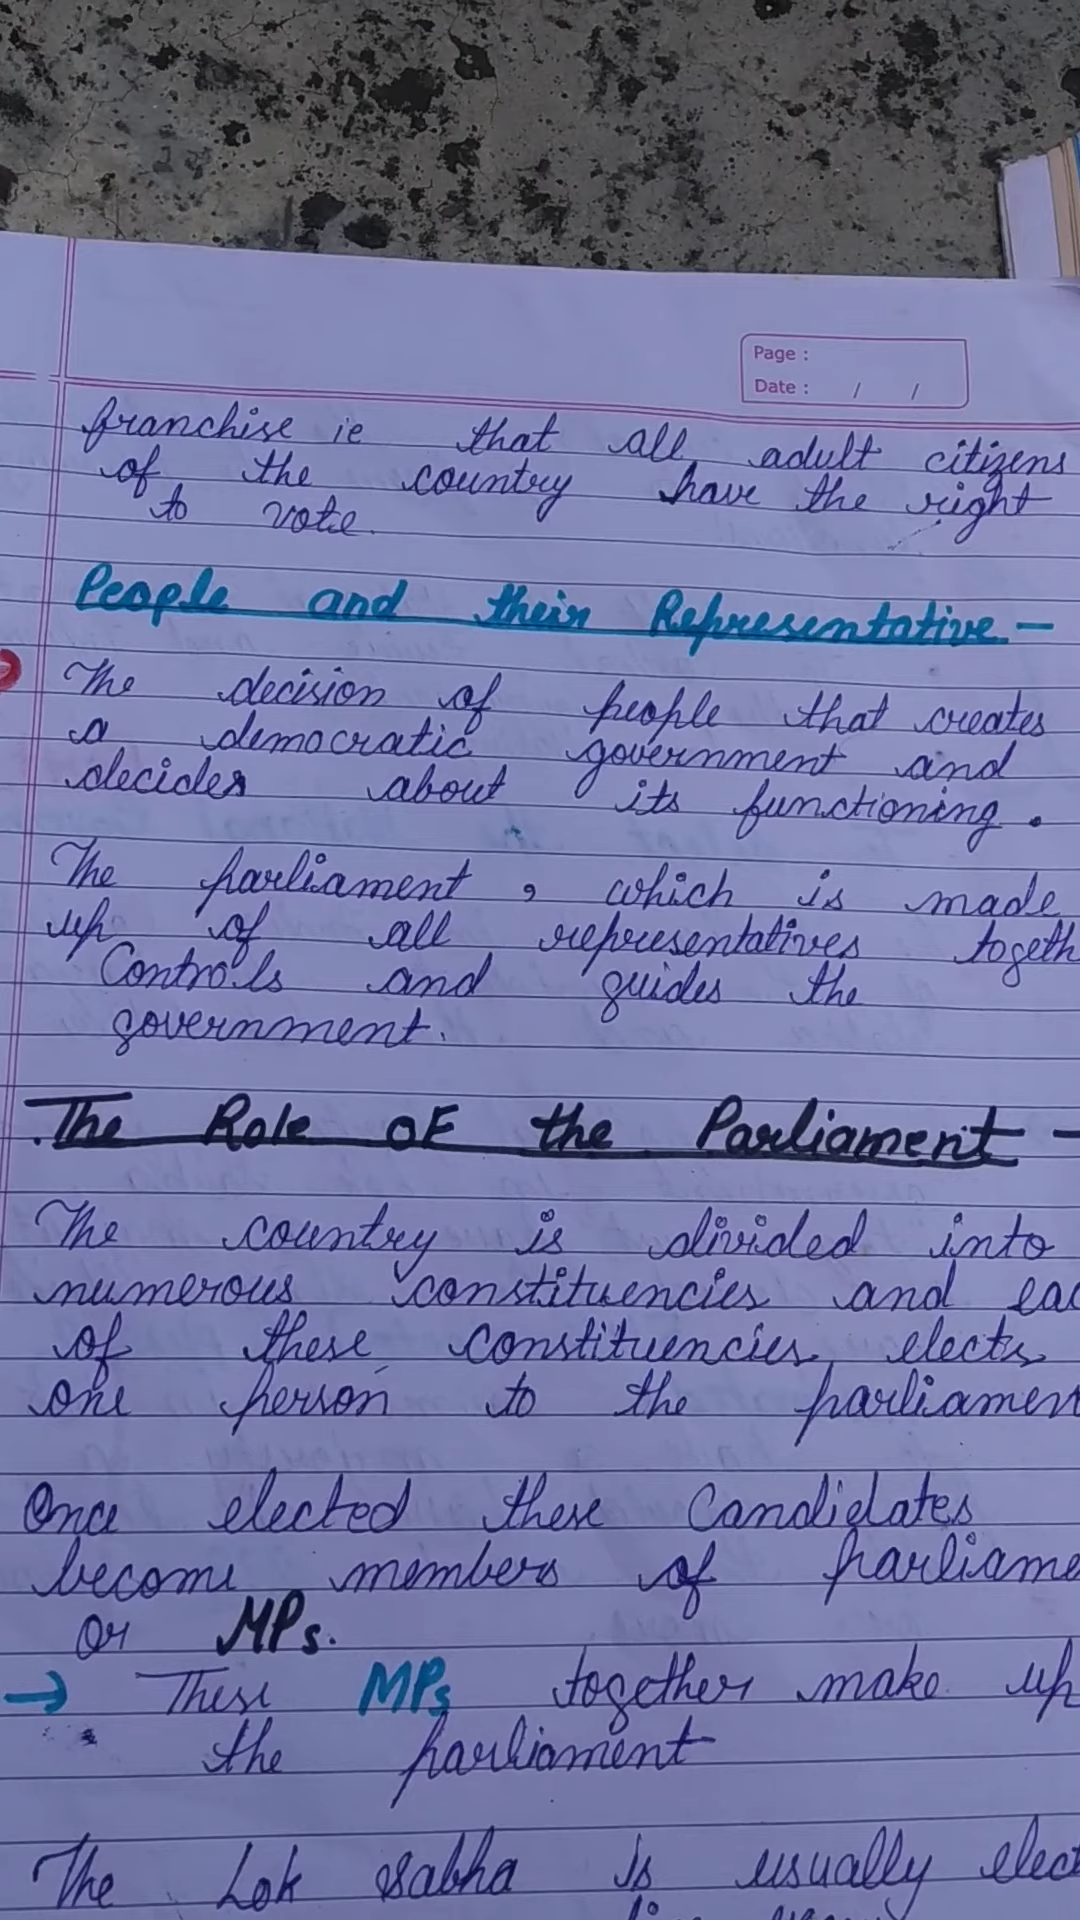 Page :
Date : / /
franchise ie that all adult citizens
of the country have the right
to vote.
People and their Representative -
The decision of people that creates
a democratic government and
decides about its functioning.
The parliament, which is made
up of all representatives togeth
Controls and guides the
government.
The Role of the Parliament -
The country is divided into
numerous constituencies and eac
of these constituencies elects
one person to the parliamen
Once elected these Candidates
become members of parliame
or MPs.
→ These MPs together make up
the parliament
The Lok sabha is usually elect